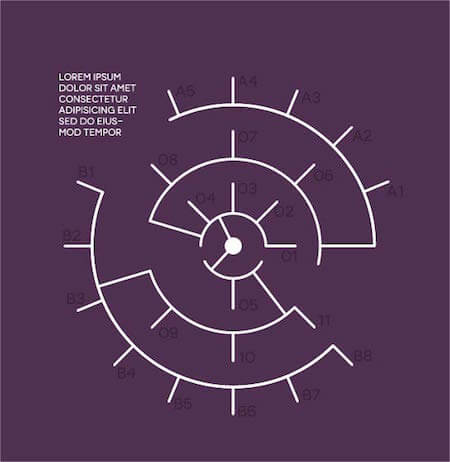 LOREM IPSUM
DOLOR SIT AMET
CONSECTETUR
ADIPISICING ELIT
SED DO EIUS-
MOD TEMPOR
A5
A4
A3
A2
A1
O8
O7
O6
O4
O3
O2
O1
B1
B2
B3
B4
B5
B6
B7
B8
O5
O9
10
11